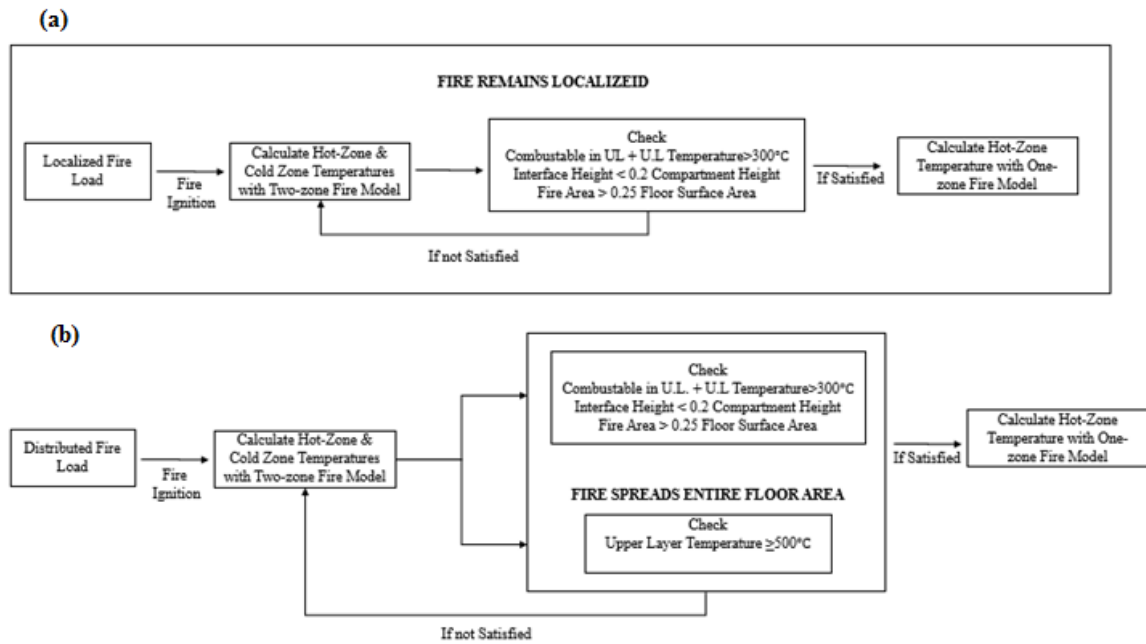 (a)
FIRE REMAINS LOCALIZEID
Localized Fire
Load
Fire
Ignition
Calculate Hot-Zone &
Cold Zone Temperatures
with Two-zone Fire Model
Check
Combustable in UL + U.L Temperature>300°C
Interface Height < 0.2 Compartment Height
Fire Area > 0.25 Floor Surface Area
If Satisfied
Calculate Hot-Zone
Temperature with One-
zone Fire Model
If not Satisfied
(b)
Distributed Fire
Load
Fire
Ignition
Calculate Hot-Zone &
Cold Zone Temperatures
with Two-zone Fire Model
Check
Combustable in U.L. + U.L Temperature>300°C
Interface Height < 0.2 Compartment Height
Fire Area > 0.25 Floor Surface Area
FIRE SPREADS ENTIRE FLOOR AREA
Check
Upper Layer Temperature ≥500°C
If Satisfied
Calculate Hot-Zone
Temperature with One-
zone Fire Model
If not Satisfied